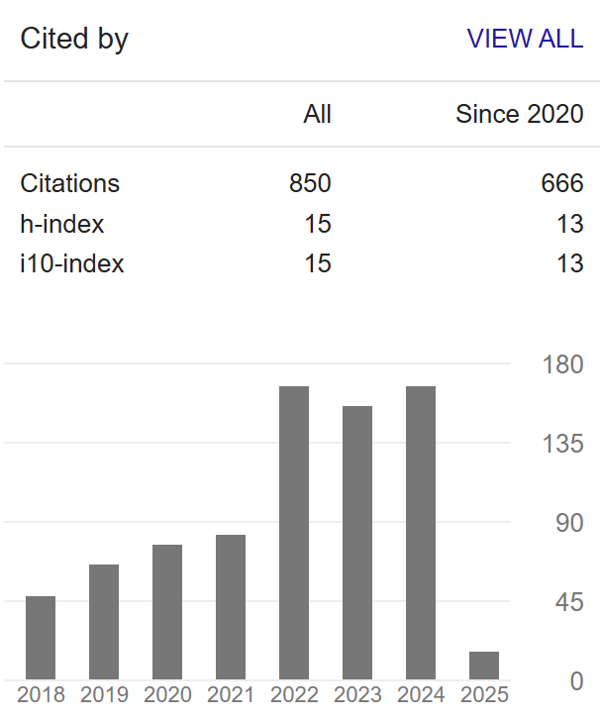 Cited by VIEW ALL
All Since 2020
Citations 850 666
h-index 15 13
i10-index 15 13
180
135
90
45
0
2018 2019 2020 2021 2022 2023 2024 2025